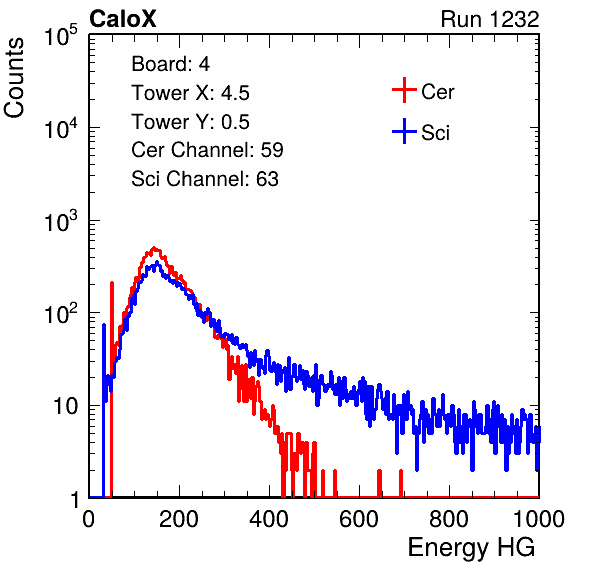 CaloX Run 1232
Counts
10^5
10^4
10^3
10^2
10
1
Board: 4
Tower X: 4.5
Tower Y: 0.5
Cer Channel: 59
Sci Channel: 63
Cer
Sci
0 200 400 600 800 1000
Energy HG